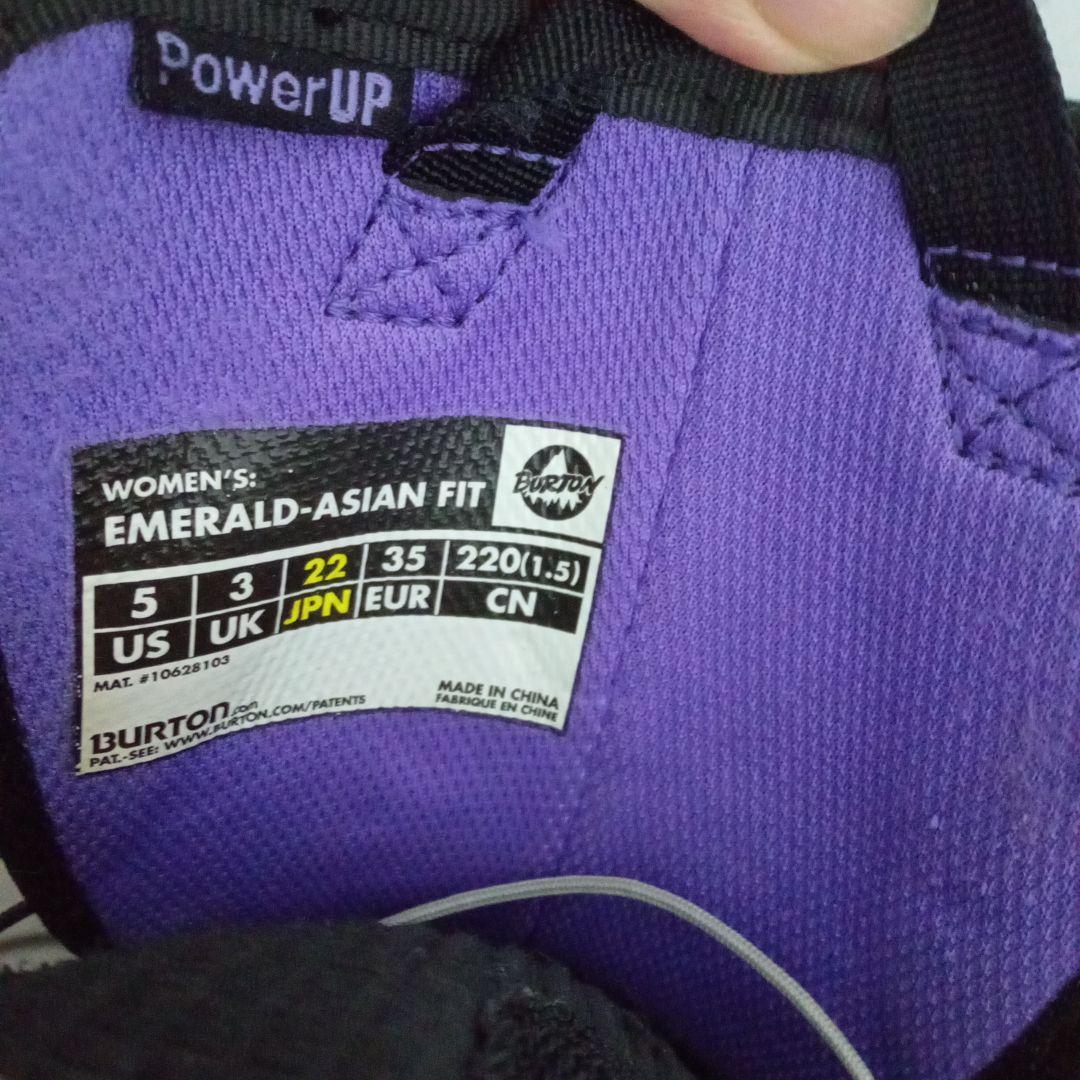 PowerUP
WOMEN'S:
EMERALD-ASIAN FIT
BURTON
5 3 22 35 220(1.5)
US UK JPN EUR CN
MAT. #10628103
BURTON.com
PAT.-SEE: WWW.BURTON.COM/PATENTS
MADE IN CHINA
FABRIQUE EN CHINE